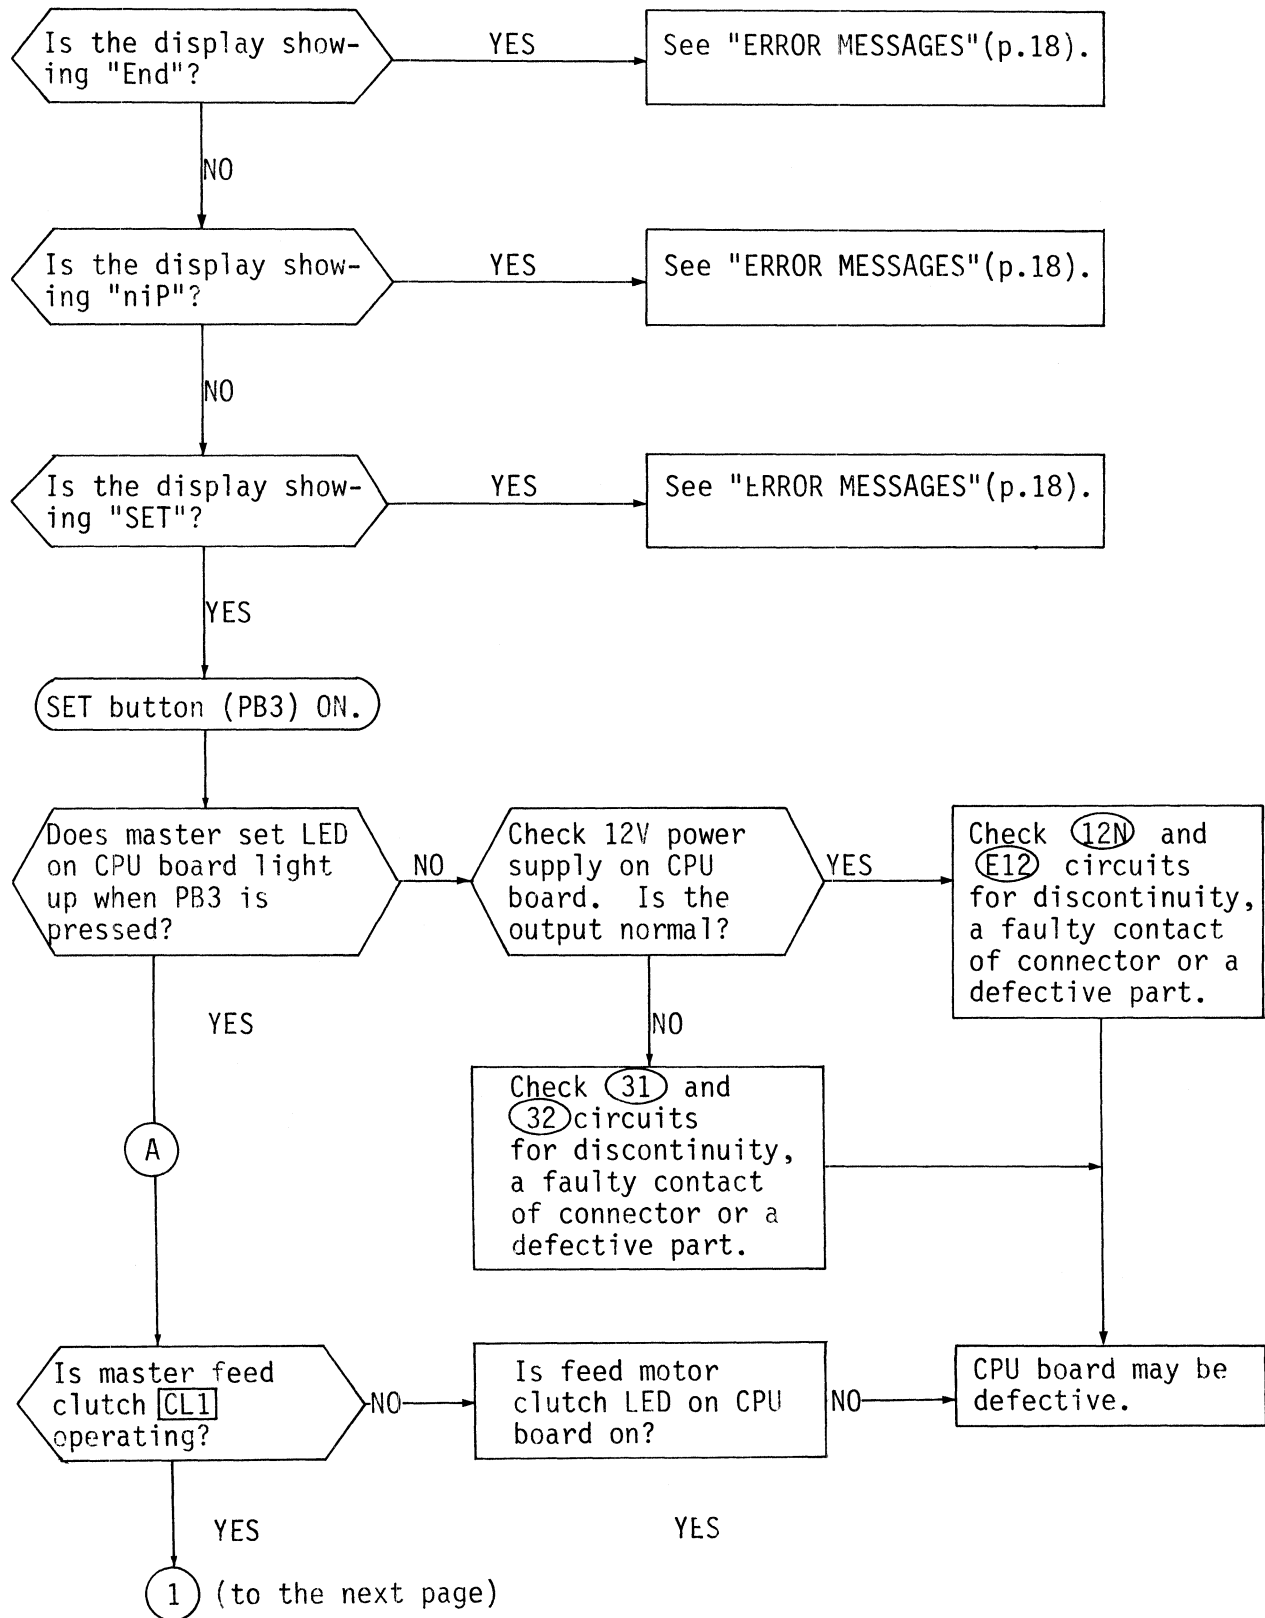 Is the display show-
ing "End"?
YES
See "ERROR MESSAGES"(p.18).
NO
Is the display show-
ing "niP"?
YES
See "ERROR MESSAGES"(p.18).
NO
Is the display show-
ing "SET"?
YES
See "ERROR MESSAGES"(p.18).
YES
SET button (PB3) ON.
Does master set LED
on CPU board light
up when PB3 is
pressed?
NO
Check 12V power
supply on CPU
board. Is the
output normal?
YES
Check 12N and
E12 circuits
for discontinuity,
a faulty contact
of connector or a
defective part.
YES
NO
Check 31 and
32 circuits
for discontinuity,
a faulty contact
of connector or a
defective part.
A
Is master feed
clutch CL1
operating?
NO
Is feed motor
clutch LED on CPU
board on?
NO
CPU board may be
defective.
YES
YES
1 (to the next page)